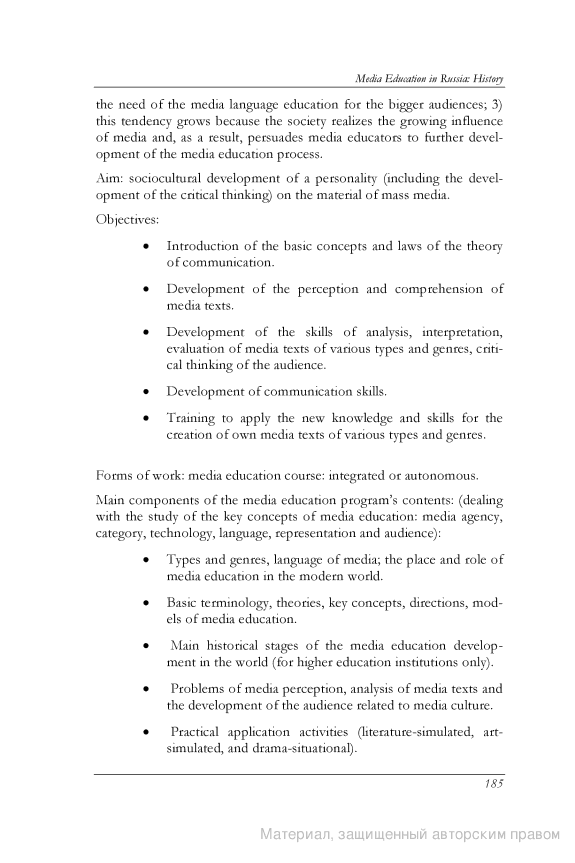 Media Education in Russia: History
the need of the media language education for the bigger audiences; 3)
this tendency grows because the society realizes the growing influence
of media and, as a result, persuades media educators to further devel-
opment of the media education process.
Aim: sociocultural development of a personality (including the devel-
opment of the critical thinking) on the material of mass media.
Objectives:
• Introduction of the basic concepts and laws of the theory
of communication.
• Development of the perception and comprehension of
media texts.
• Development of the skills of analysis, interpretation,
evaluation of media texts of various types and genres, criti-
cal thinking of the audience.
• Development of communication skills.
• Training to apply the new knowledge and skills for the
creation of own media texts of various types and genres.
Forms of work: media education course: integrated or autonomous.
Main components of the media education program's contents: (dealing
with the study of the key concepts of media education: media agency,
category, technology, language, representation and audience):
• Types and genres, language of media; the place and role of
media education in the modern world.
• Basic terminology, theories, key concepts, directions, mod-
els of media education.
• Main historical stages of the media education develop-
ment in the world (for higher education institutions only).
• Problems of media perception, analysis of media texts and
the development of the audience related to media culture.
• Practical application activities (literature-simulated, art-
simulated, and drama-situational).
185
Материал, защищенный авторским правом